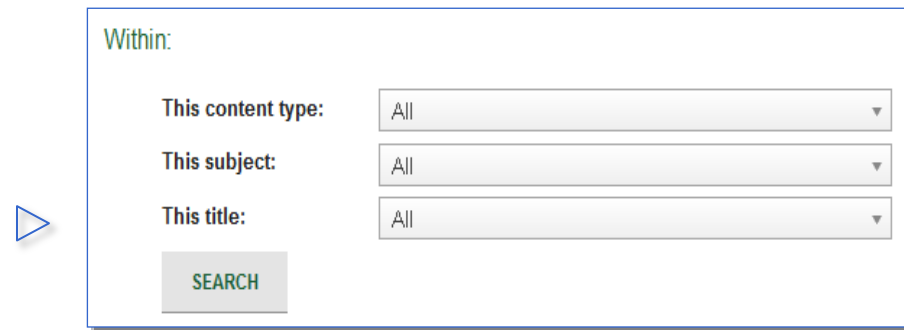 Within:
This content type: All
This subject: All
This title: All
SEARCH